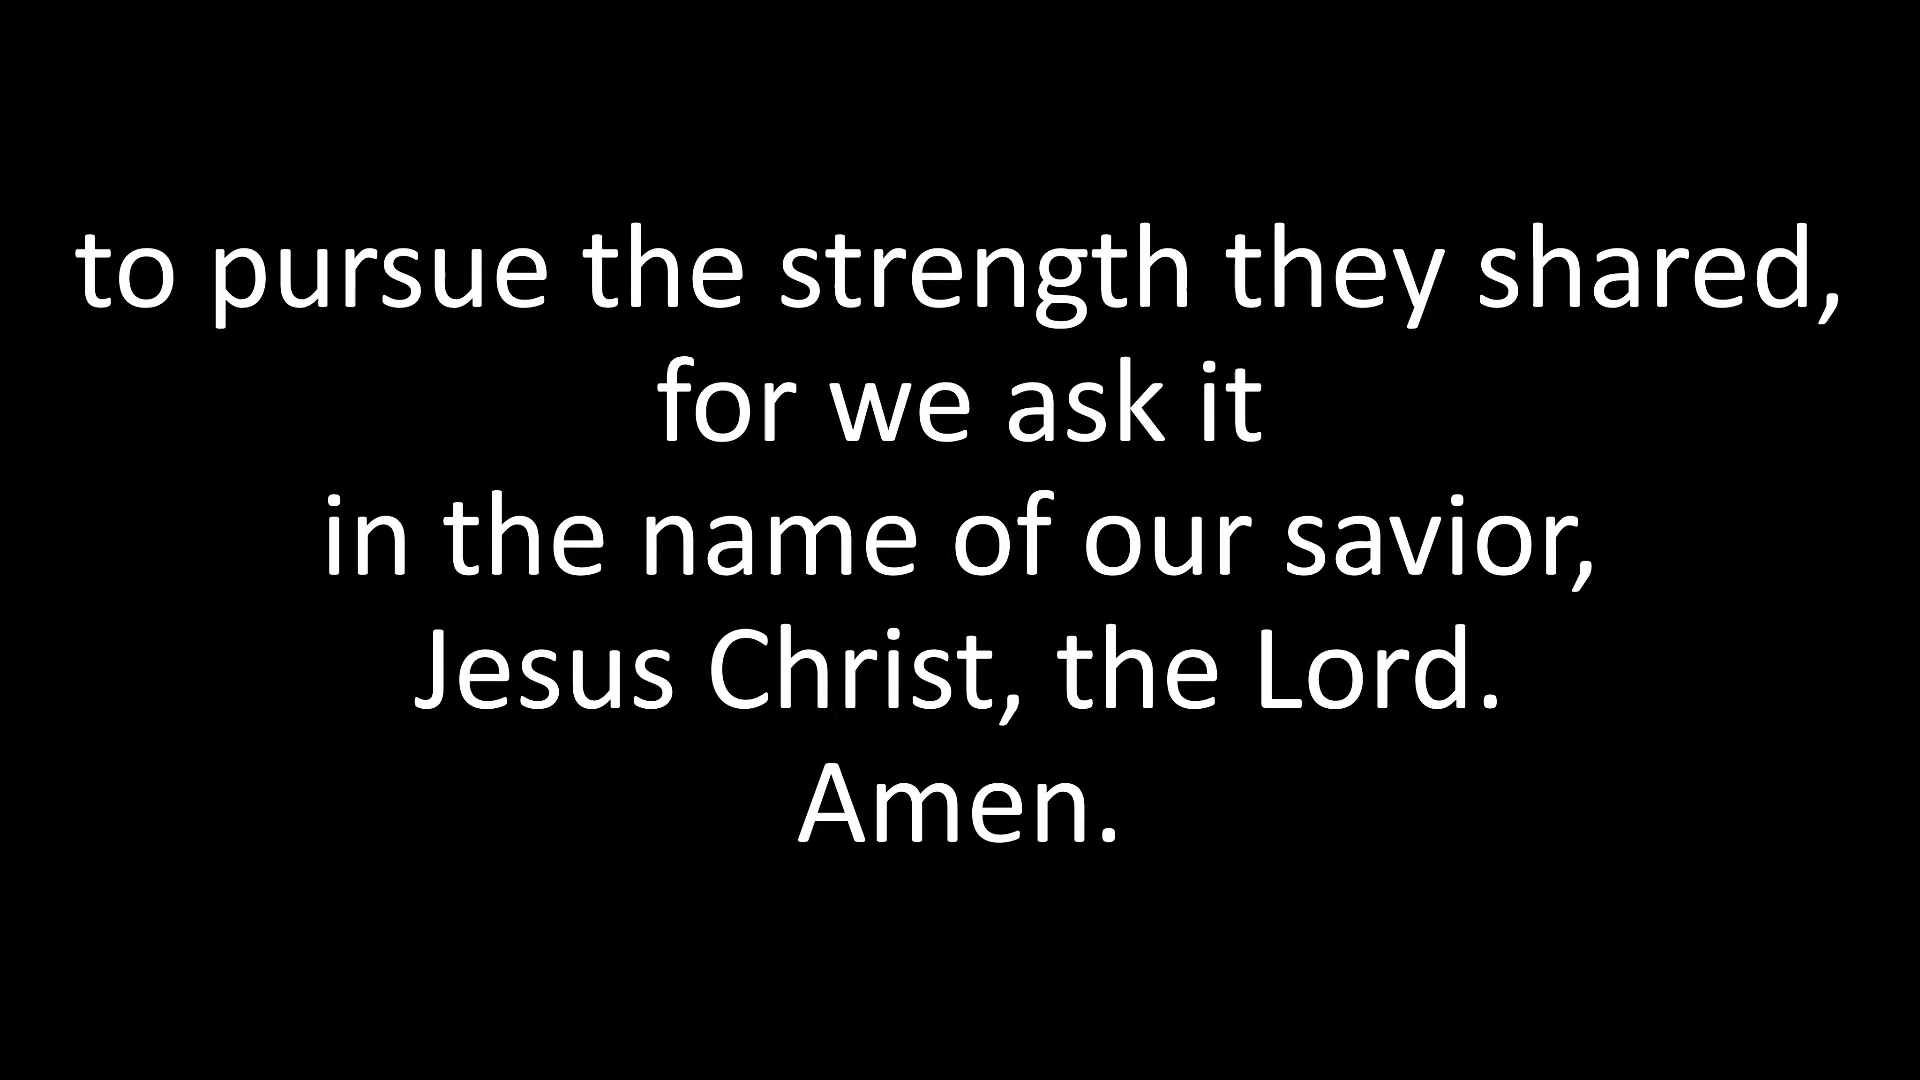 to pursue the strength they shared,
for we ask it
in the name of our savior,
Jesus Christ, the Lord.
Amen.